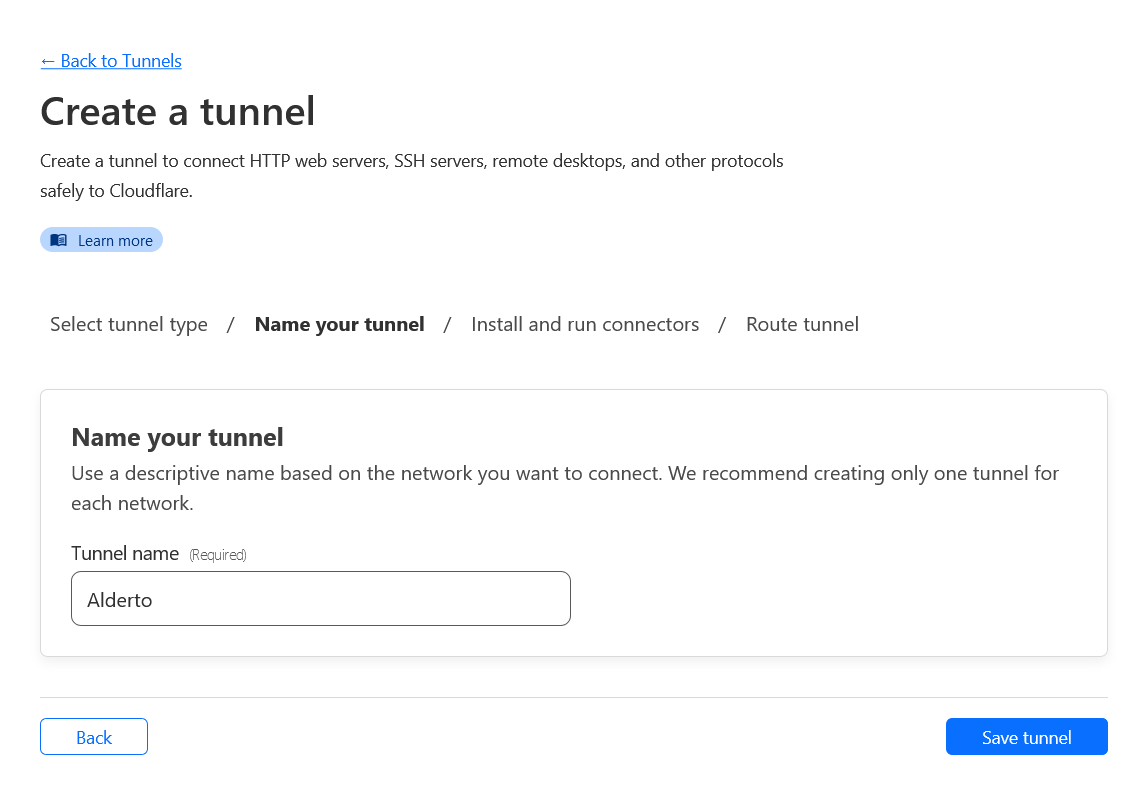 ← Back to Tunnels
Create a tunnel
Create a tunnel to connect HTTP web servers, SSH servers, remote desktops, and other protocols
safely to Cloudflare.
Learn more
Select tunnel type / Name your tunnel / Install and run connectors / Route tunnel
Name your tunnel
Use a descriptive name based on the network you want to connect. We recommend creating only one tunnel for
each network.
Tunnel name (Required)
Alderto
Back
Save tunnel